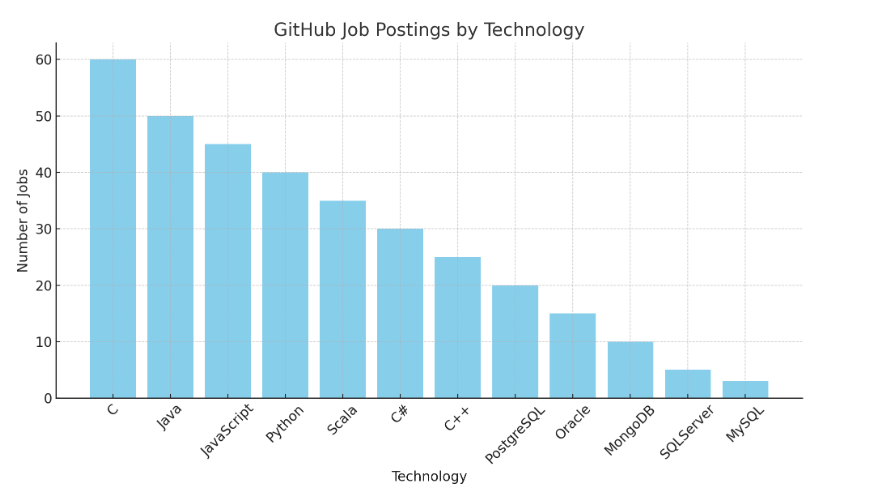 GitHub Job Postings by Technology
Number of Jobs
60
50
40
30
20
10
0
C
Java
JavaScript
Python
Scala
C#
C++
PostgreSQL
Oracle
MongoDB
SQLServer
MySQL
Technology